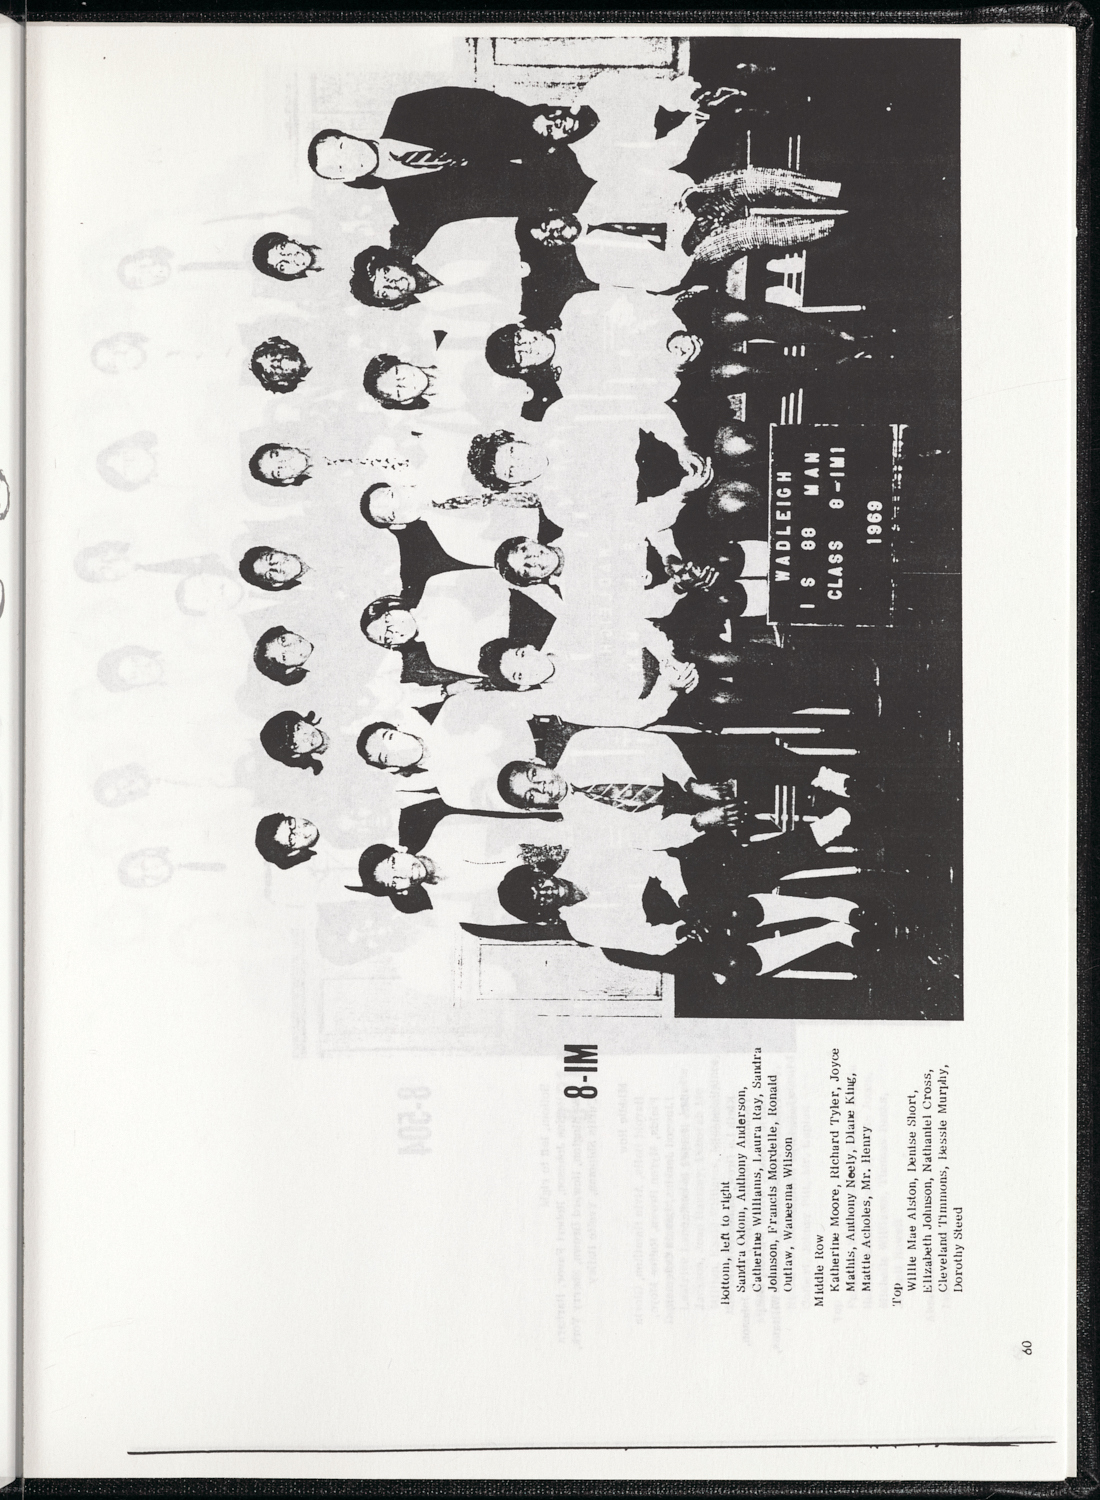 WADLEIGH
I S 88 MAN
CLASS 8-IM1
1969
8-IM
Bottom, left to right
Sandra Odom, Anthony Anderson,
Catherine Williams, Laura Ray, Sandra
Johnson, Francis Mordelle, Ronald
Outlaw, Waneema Wilson
Middle Row
Katherine Moore, Richard Tyler, Joyce
Mathis, Anthony Neely, Diane King,
Mattie Acholes, Mr. Henry
Top
Willie Mae Alston, Denise Short,
Elizabeth Johnson, Nathaniel Cross,
Cleveland Timmons, Bessie Murphy,
Dorothy Steed
60